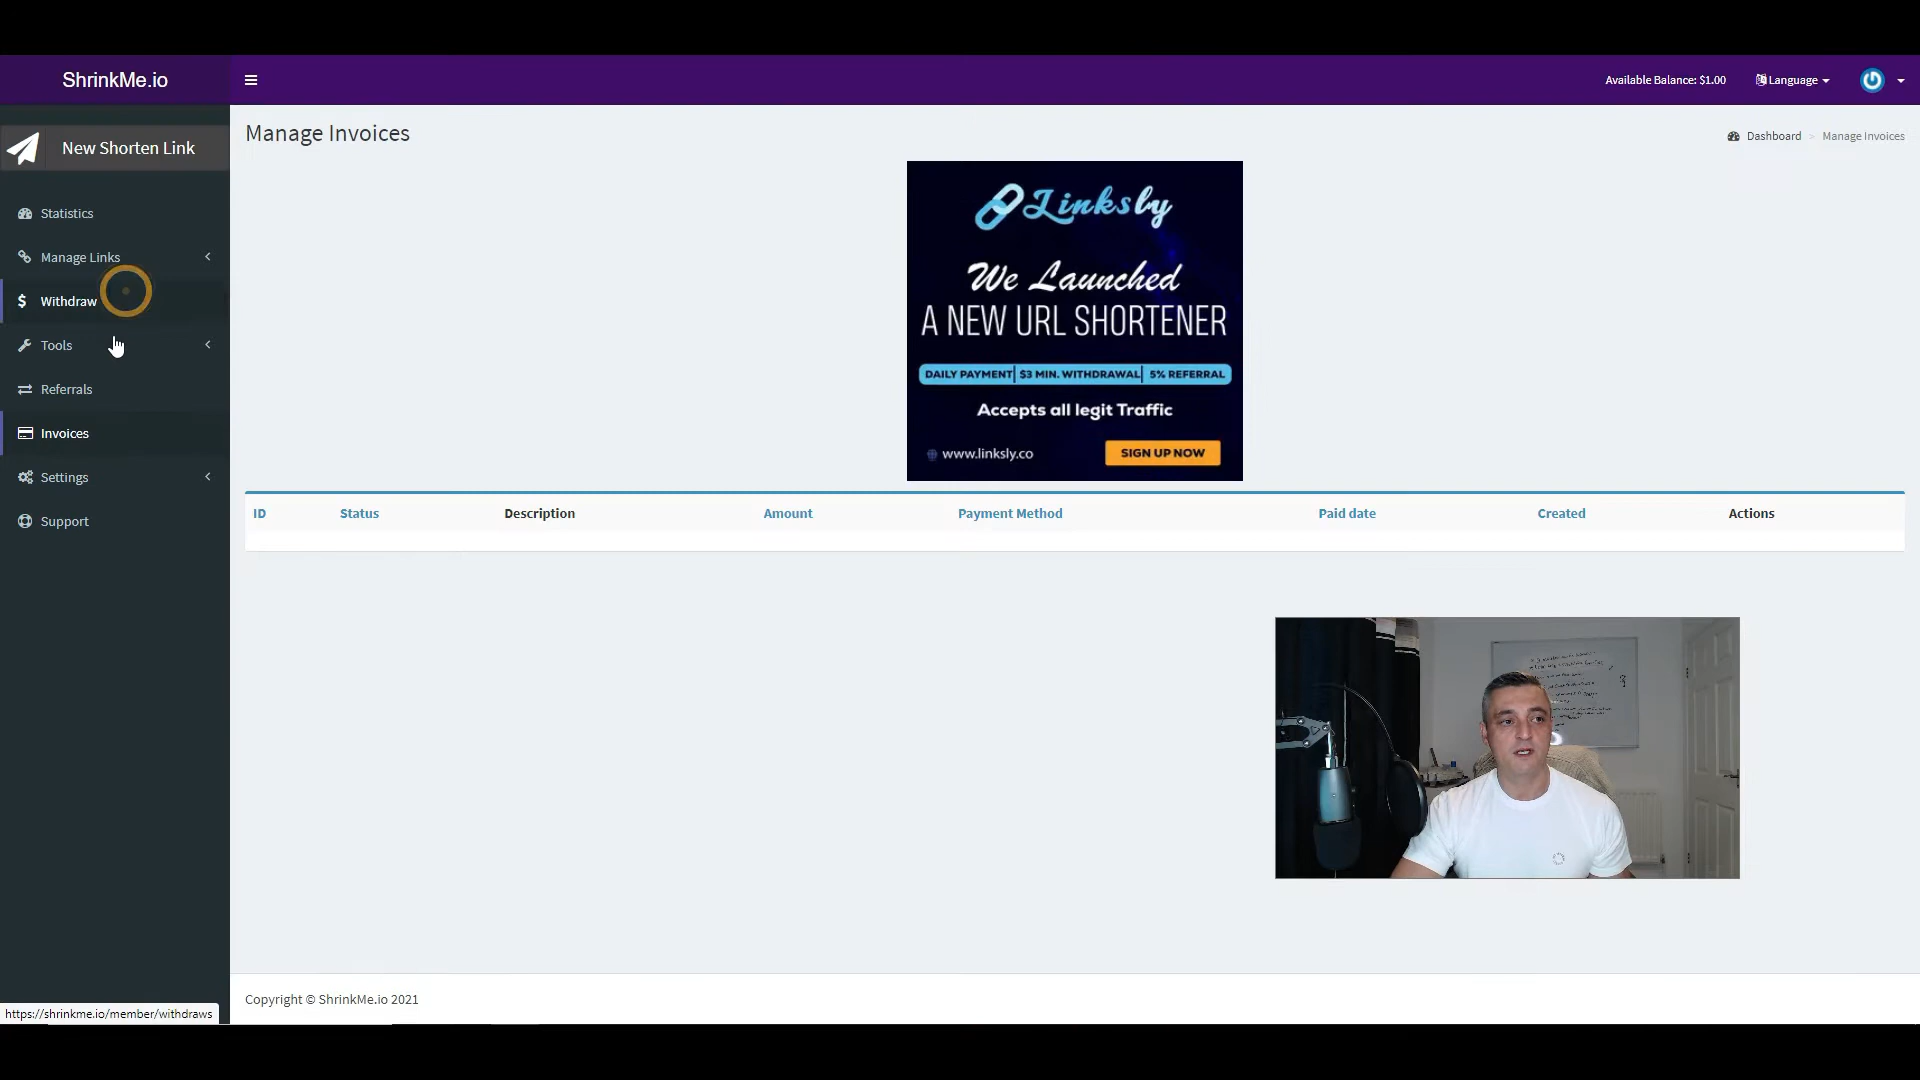 ShrinkMe.io
Available Balance: $1.00
Language
New Shorten Link
Manage Invoices
Dashboard > Manage Invoices
Statistics
Manage Links
Withdraw
Tools
Referrals
Invoices
Settings
Support
Linksly
We Launched
A NEW URL SHORTENER
DAILY PAYMENT| $3 MIN. WITHDRAWAL| 5% REFERRAL
Accepts all legit Traffic
www.linksly.co
SIGN UP NOW
ID Status Description Amount Payment Method Paid date Created Actions
Copyright © ShrinkMe.io 2021
https://shrinkme.io/member/withdraws